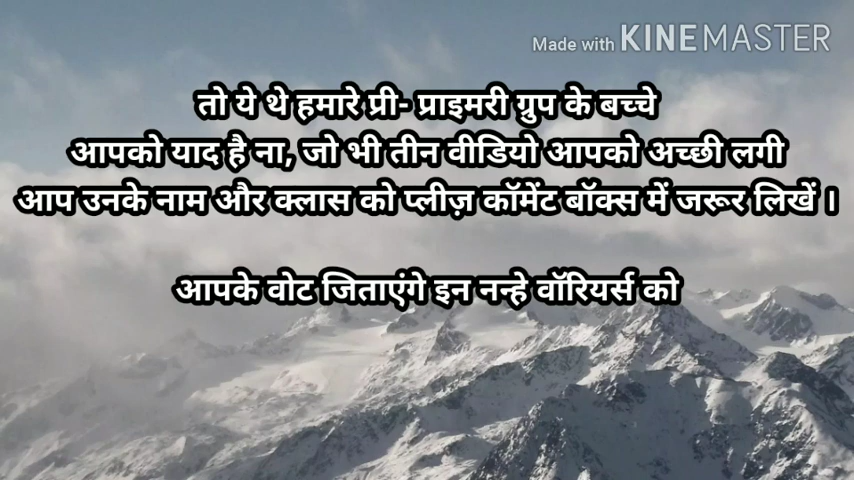 Made with KINEMASTER
तो ये थे हमारे प्री- प्राइमरी ग्रुप के बच्चे
आपको याद है ना, जो भी तीन वीडियो आपको अच्छी लगी
आप उनके नाम और क्लास को प्लीज़ कॉमेंट बॉक्स में जरूर लिखें ।
आपके वोट जिताएंगे इन नन्हे वॉरियर्स को